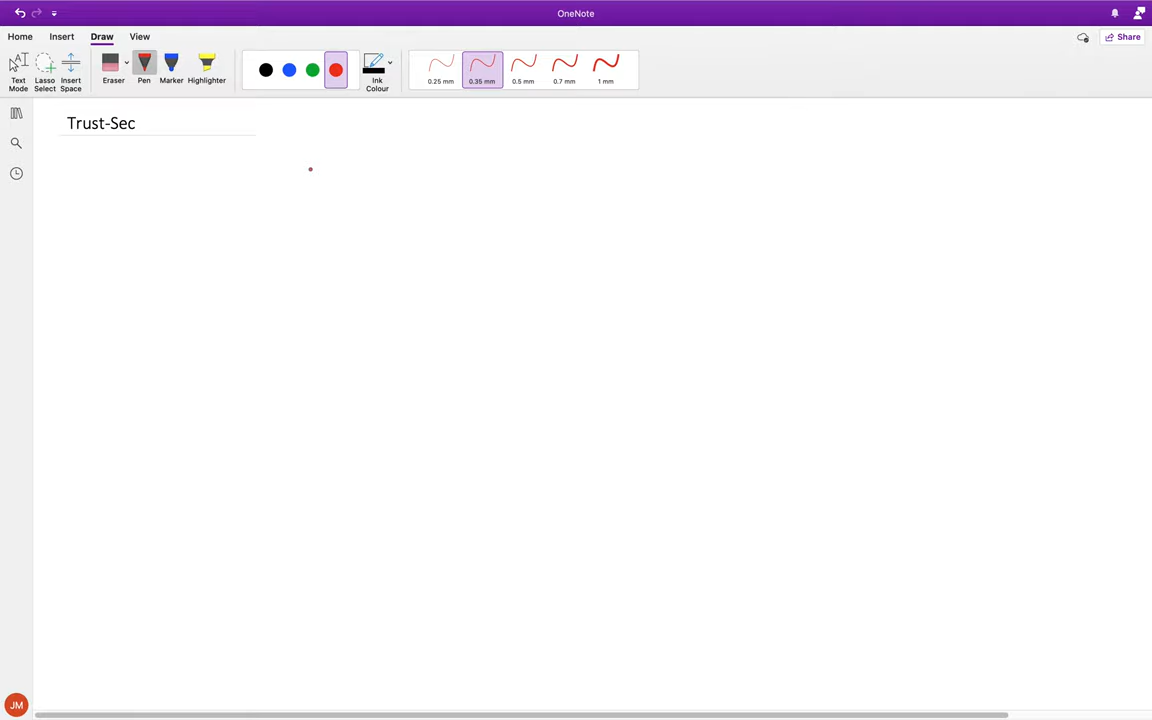 OneNote
Home Insert Draw View
Share
Text Mode
Lasso Select
Insert Space
Eraser
Pen
Marker
Highlighter
Ink Colour
0.25 mm
0.35 mm
0.5 mm
0.7 mm
1 mm
Trust-Sec
JM